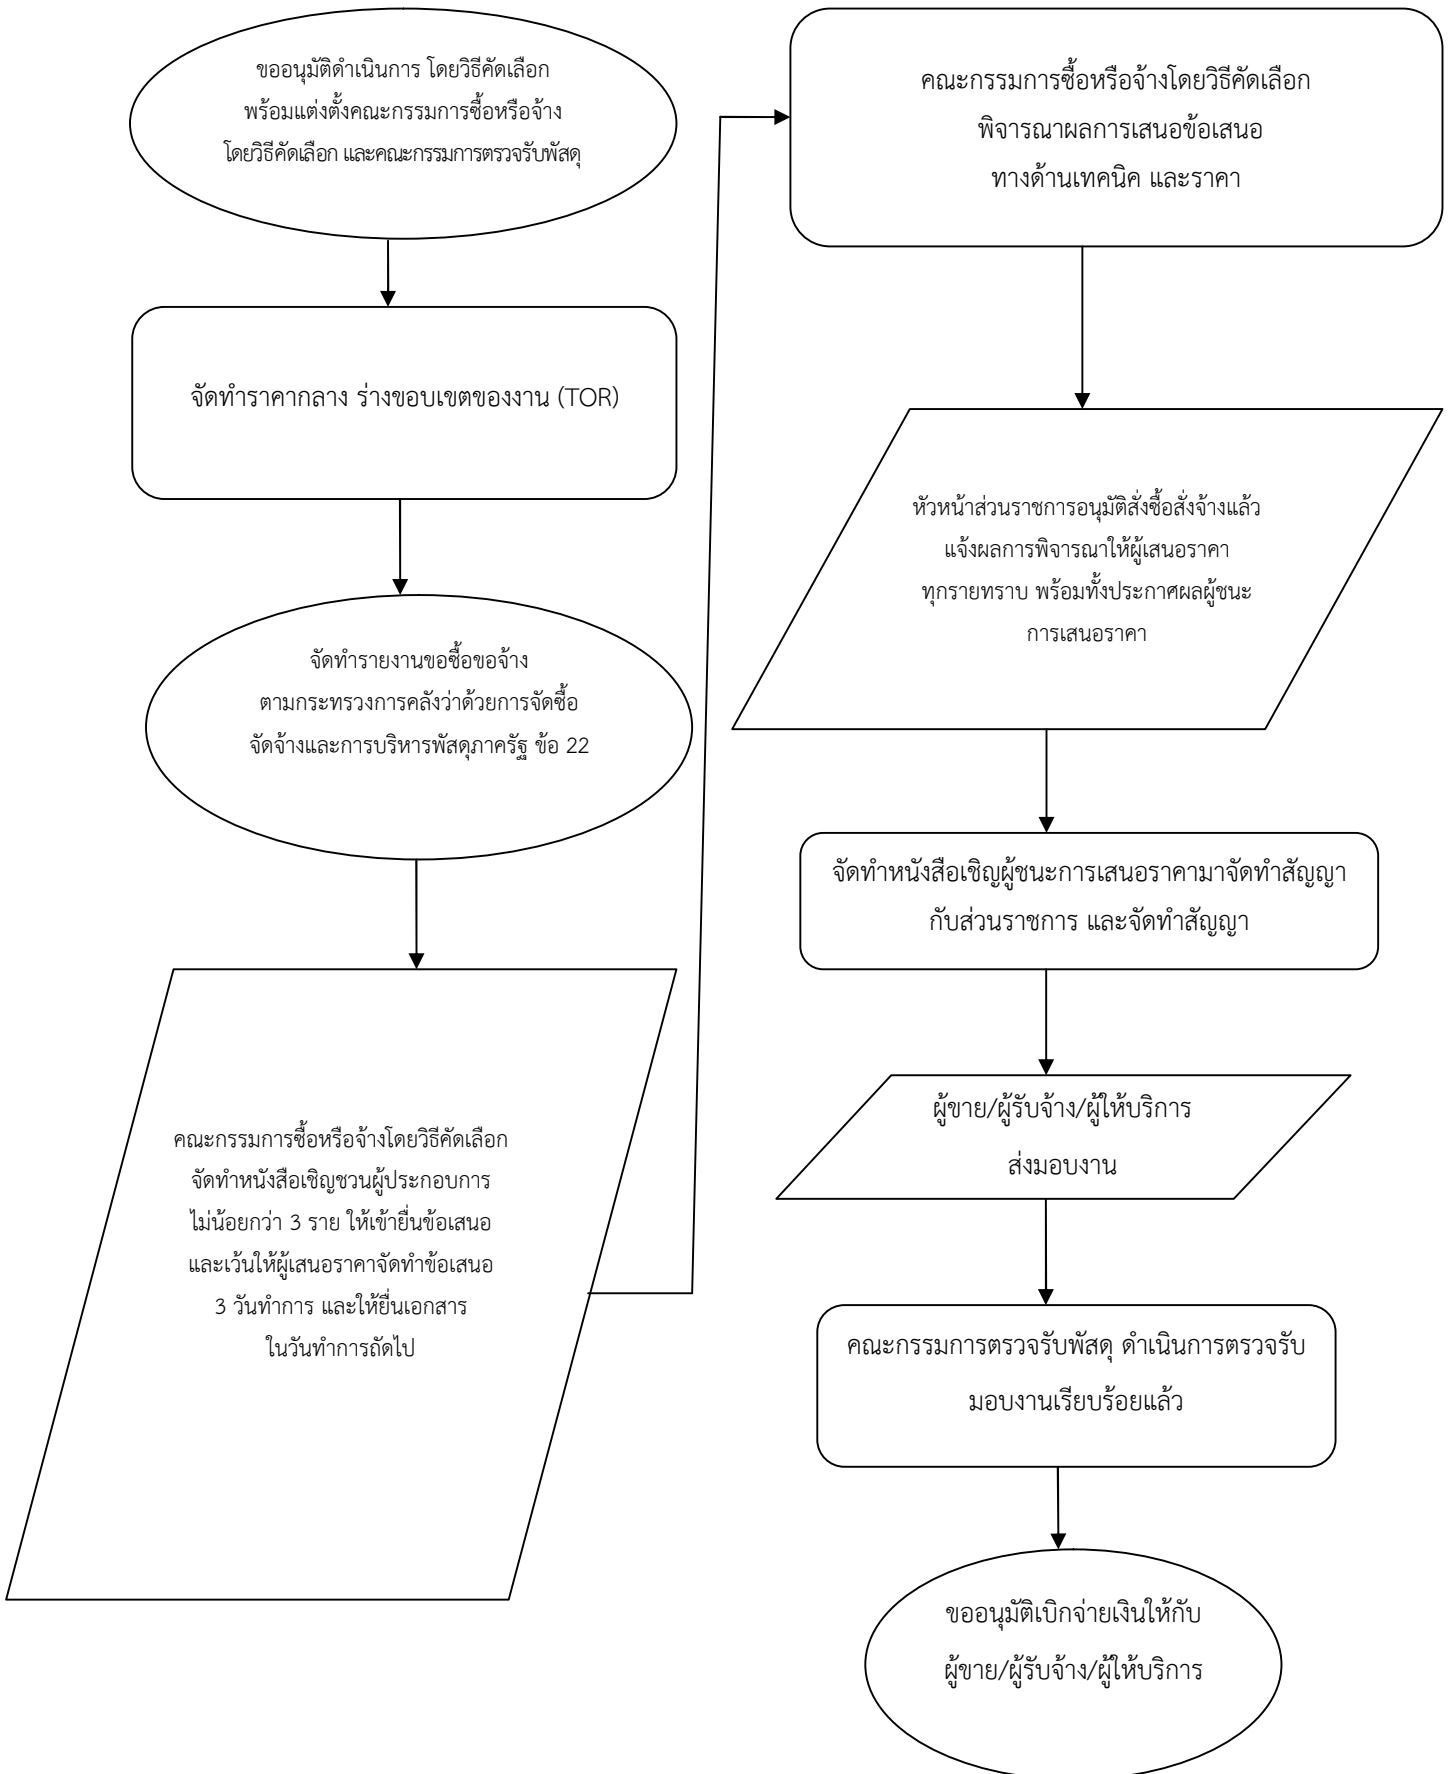 ขออนุมัติดำเนินการ โดยวิธีคัดเลือก
พร้อมแต่งตั้งคณะกรรมการซื้อหรือจ้าง
โดยวิธีคัดเลือก และคณะกรรมการตรวจรับพัสดุ
จัดทำราคากลาง ร่างขอบเขตของงาน (TOR)
จัดทำรายงานขอซื้อขอจ้าง
ตามกระทรวงการคลังว่าด้วยการจัดซื้อ
จัดจ้างและการบริหารพัสดุภาครัฐ ข้อ 22
คณะกรรมการซื้อหรือจ้างโดยวิธีคัดเลือก
จัดทำหนังสือเชิญชวนผู้ประกอบการ
ไม่น้อยกว่า 3 ราย ให้เข้ายื่นข้อเสนอ
และเว้นให้ผู้เสนอราคาจัดทำข้อเสนอ
3 วันทำการ และให้ยื่นเอกสาร
ในวันทำการถัดไป
คณะกรรมการซื้อหรือจ้างโดยวิธีคัดเลือก
พิจารณาผลการเสนอข้อเสนอ
ทางด้านเทคนิค และราคา
หัวหน้าส่วนราชการอนุมัติสั่งซื้อสั่งจ้างแล้ว
แจ้งผลการพิจารณาให้ผู้เสนอราคา
ทุกรายทราบ พร้อมทั้งประกาศผลผู้ชนะ
การเสนอราคา
จัดทำหนังสือเชิญผู้ชนะการเสนอราคามาจัดทำสัญญา
กับส่วนราชการ และจัดทำสัญญา
ผู้ขาย/ผู้รับจ้าง/ผู้ให้บริการ
ส่งมอบงาน
คณะกรรมการตรวจรับพัสดุ ดำเนินการตรวจรับ
มอบงานเรียบร้อยแล้ว
ขออนุมัติเบิกจ่ายเงินให้กับ
ผู้ขาย/ผู้รับจ้าง/ผู้ให้บริการ